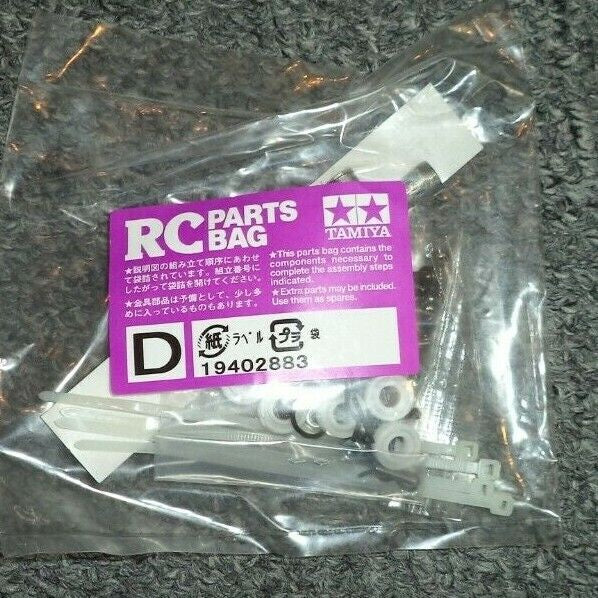 RC PARTS
BAG
TAMIYA
★説明図の組み立て順序にあわせ
て袋詰されています。組立番号に
したがって袋詰を開けてください。
★金具部品は予備として、少し多
めに入っているものもあります。
★This parts bag contains the
components necessary to
complete the assembly steps
indicated.
★Extra parts may be included.
Use them as spares.
D
紙 ラベル プラ 袋
19402883